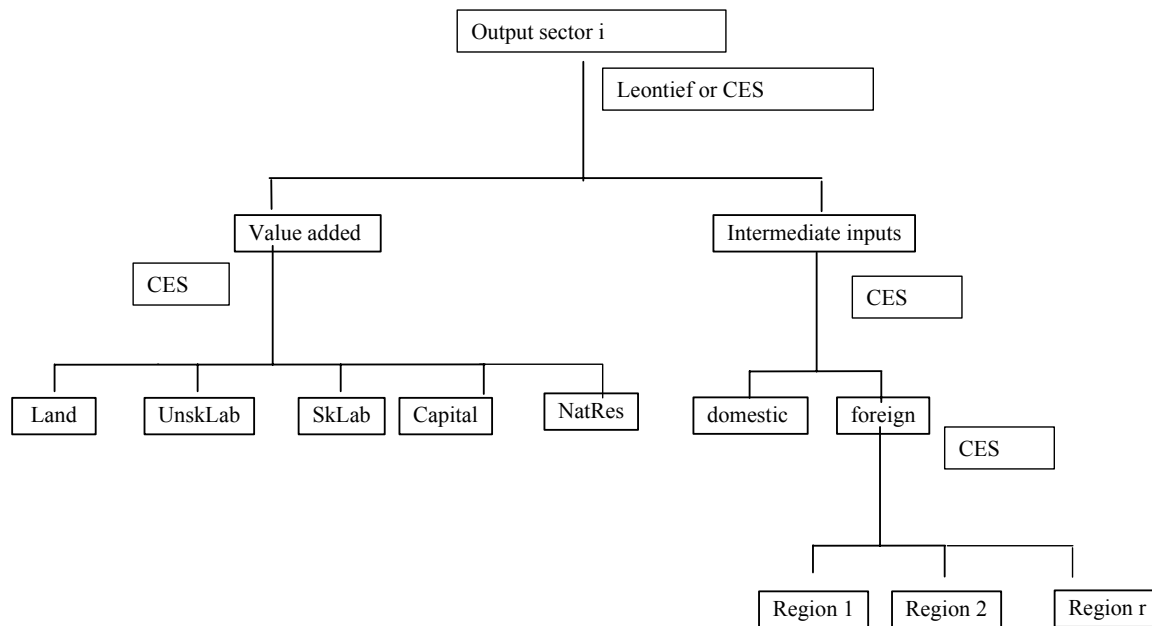 Output sector i
Leontief or CES
Value added
Intermediate inputs
CES
CES
Land
UnskLab
SkLab
Capital
NatRes
domestic
foreign
CES
Region 1
Region 2
Region r